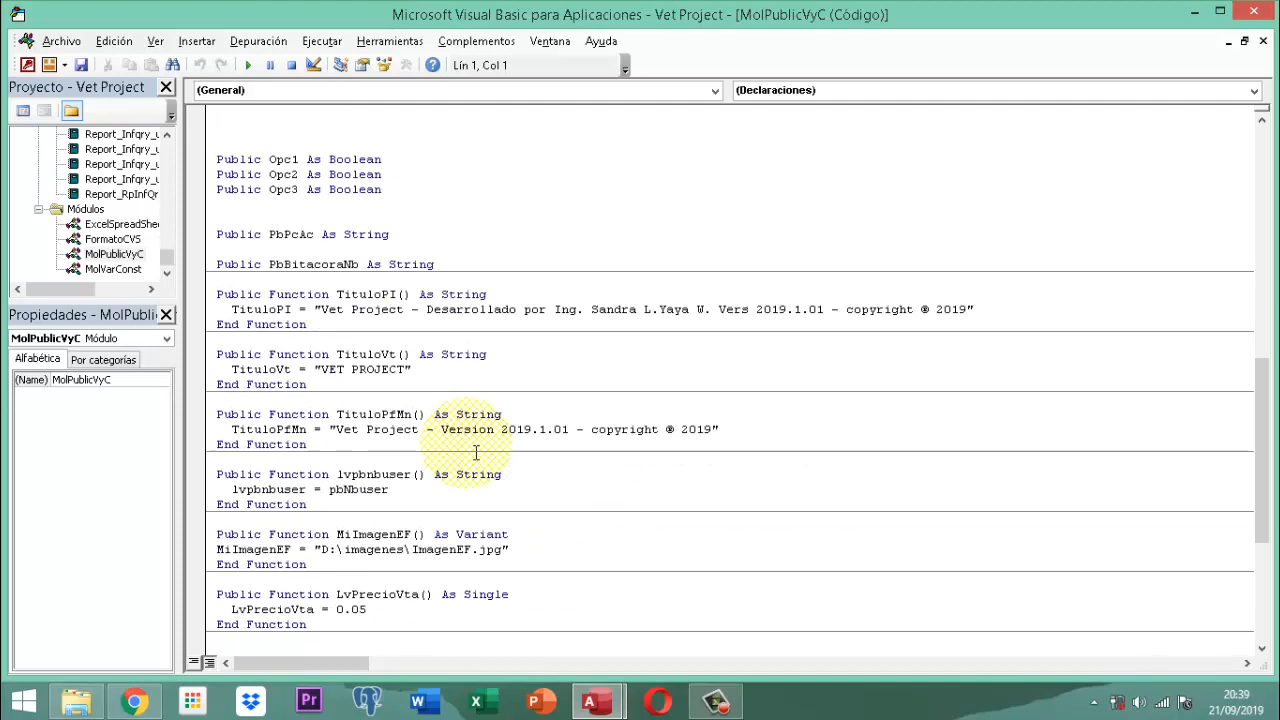 Microsoft Visual Basic para Aplicaciones - Vet Project - [MolPublicVyC (Código)]
Archivo Edición Ver Insertar Depuración Ejecutar Herramientas Complementos Ventana Ayuda
Lín 1, Col 1
Proyecto - Vet Project
(General)
(Declaraciones)
Report_Infqry_u
Report_Infqry_u
Report_Infqry_u
Report_Infqry_u
Report_RpInfQr
Módulos
ExcelSpreadShe
FormatoCVS
MolPublicVyC
MolVarConst
Propiedades - MolPublic
MolPublicVyC Módulo
Alfabética Por categorías
(Name) MolPublicVyC
Public Opc1 As Boolean
Public Opc2 As Boolean
Public Opc3 As Boolean
Public PbPcAc As String
Public PbBitacoraNb As String
Public Function TituloPI() As String
TituloPI = "Vet Project - Desarrollado por Ing. Sandra L.Yaya W. Vers 2019.1.01 - copyright ® 2019"
End Function
Public Function TituloVt() As String
TituloVt = "VET PROJECT"
End Function
Public Function TituloPfMn() As String
TituloPfMn = "Vet Project - Version 2019.1.01 - copyright ® 2019"
End Function
Public Function lvpbnbuser() As String
lvpbnbuser = pbNbuser
End Function
Public Function MiImagenEF() As Variant
MiImagenEF = "D:\imagenes\ImagenEF.jpg"
End Function
Public Function LvPrecioVta() As Single
LvPrecioVta = 0.05
End Function
Pr
20:39
21/09/2019